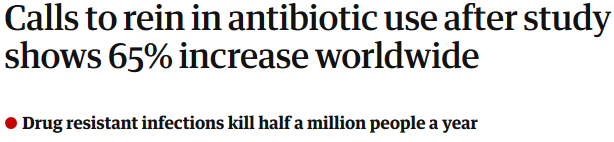 Calls to rein in antibiotic use after study
shows 65% increase worldwide
Drug resistant infections kill half a million people a year